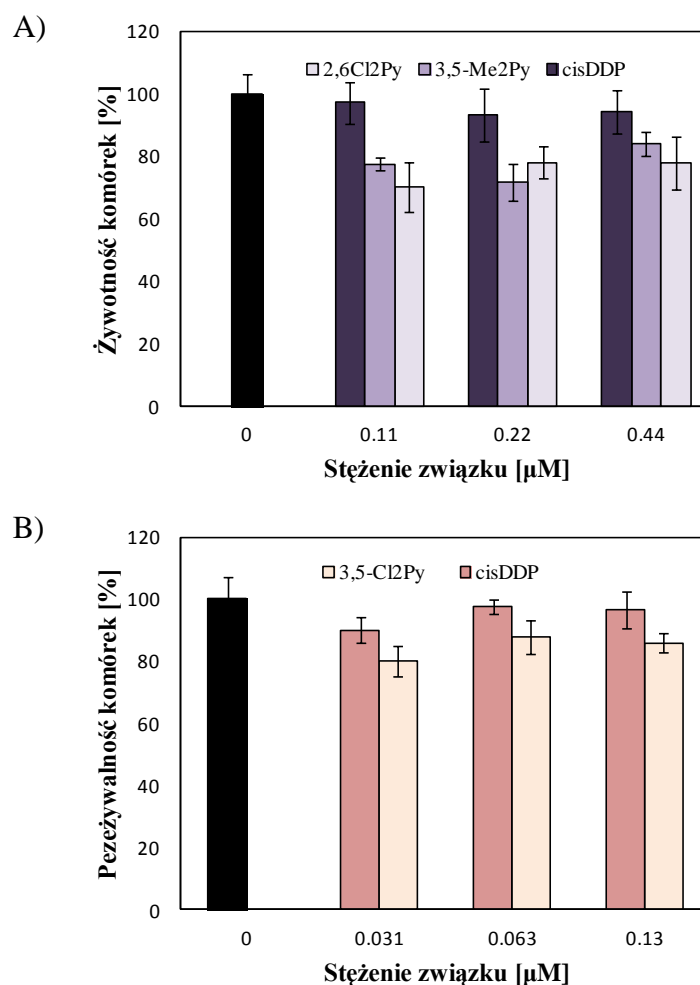 A)
120
100
80
60
40
20
0
Żywotność komórek [%]
2,6Cl2Py 3,5-Me2Py cisDDP
0 0.11 0.22 0.44
Stężenie związku [µM]
B)
120
100
80
60
40
20
0
Pezeżywalność komórek [%]
3,5-Cl2Py cisDDP
0 0.031 0.063 0.13
Stężenie związku [µM]